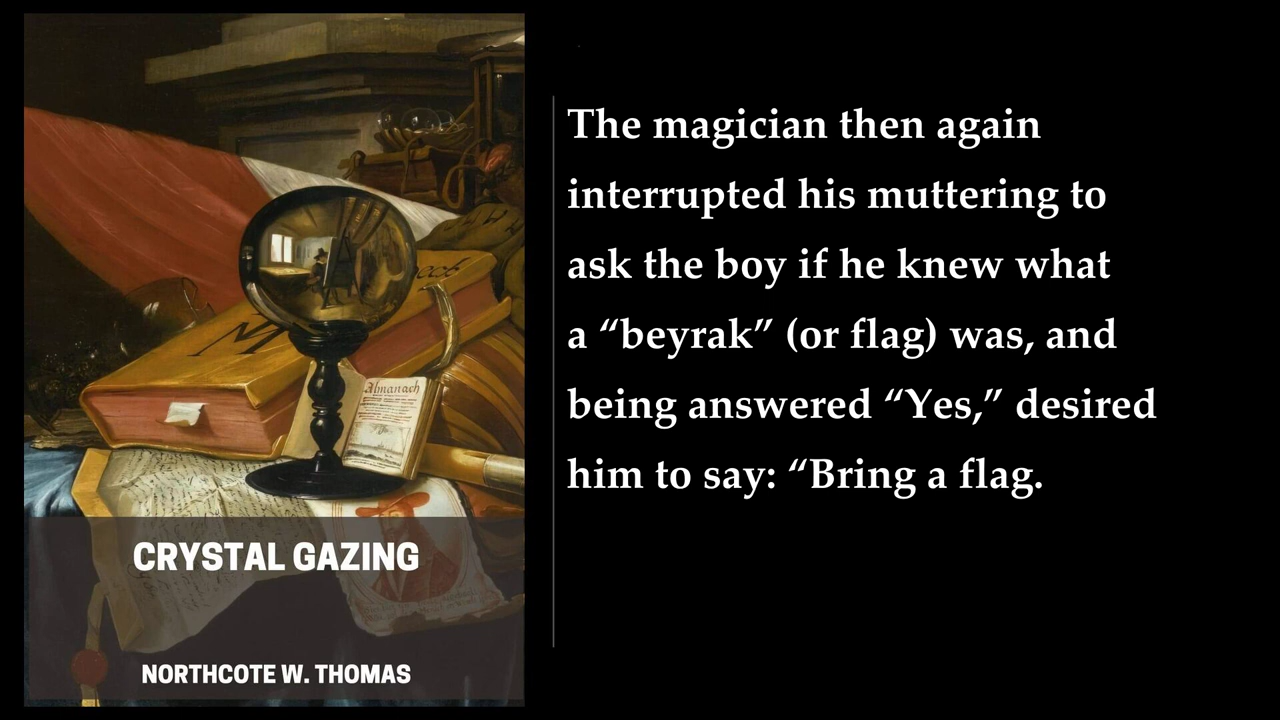 M
Almanach
CRYSTAL GAZING
NORTHCOTE W. THOMAS
The magician then again
interrupted his muttering to
ask the boy if he knew what
a “beyrak” (or flag) was, and
being answered “Yes,” desired
him to say: “Bring a flag.